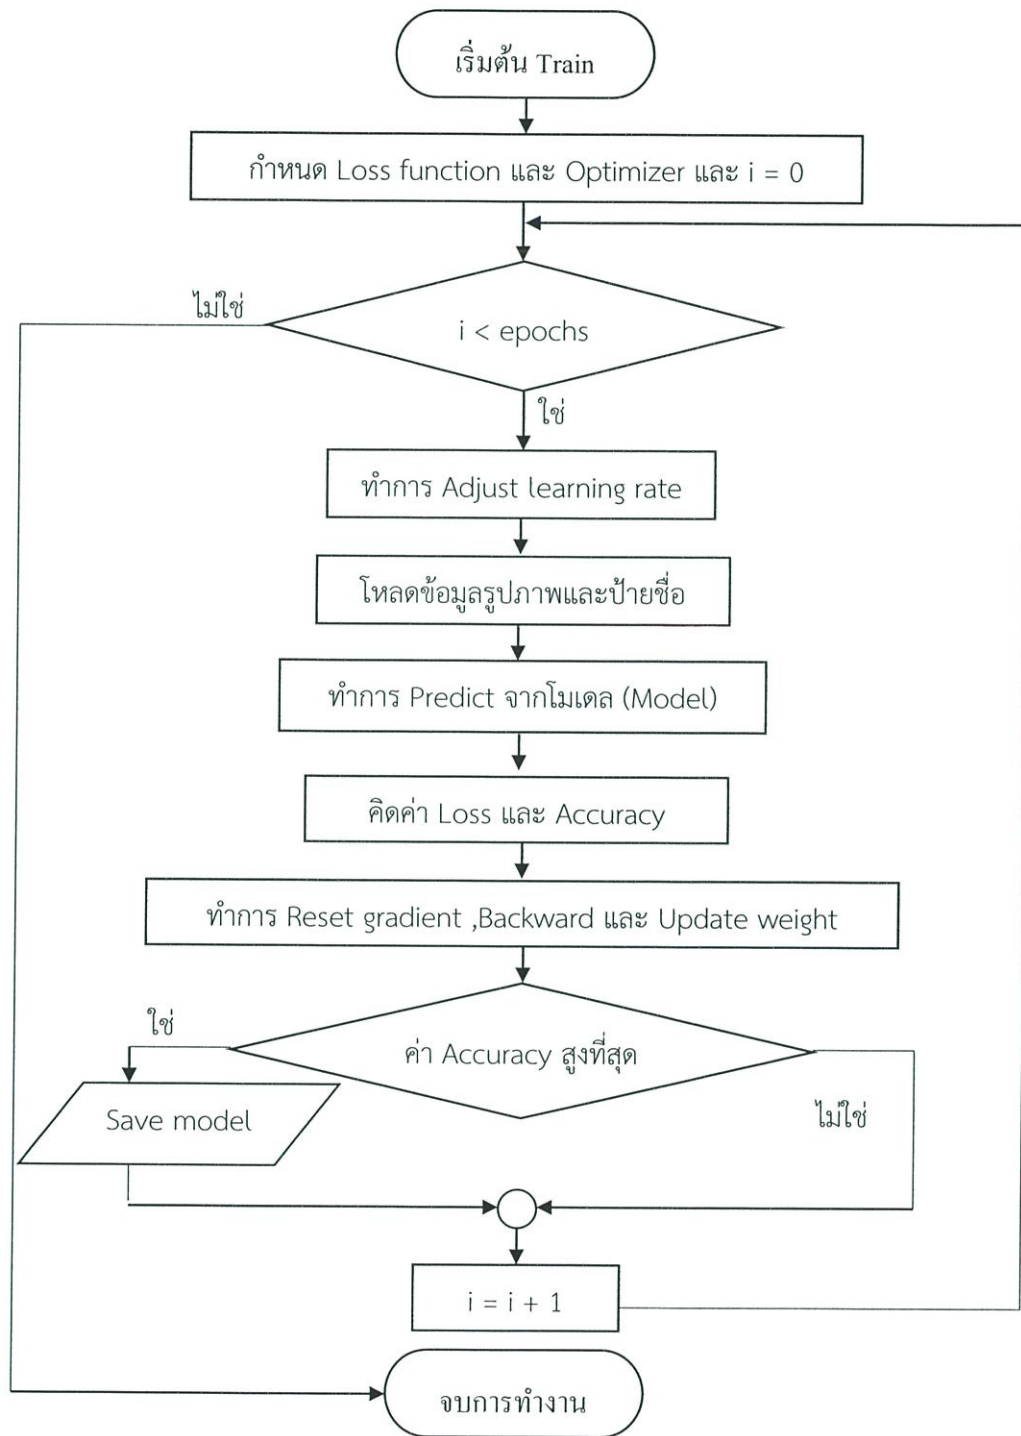 เริ่มต้น Train
กำหนด Loss function และ Optimizer และ i = 0
ไม่ใช่
i < epochs
ใช่
ทำการ Adjust learning rate
โหลดข้อมูลรูปภาพและป้ายชื่อ
ทำการ Predict จากโมเดล (Model)
คิดค่า Loss และ Accuracy
ทำการ Reset gradient ,Backward และ Update weight
ใช่
ค่า Accuracy สูงที่สุด
Save model
ไม่ใช่
i = i + 1
จบการทำงาน